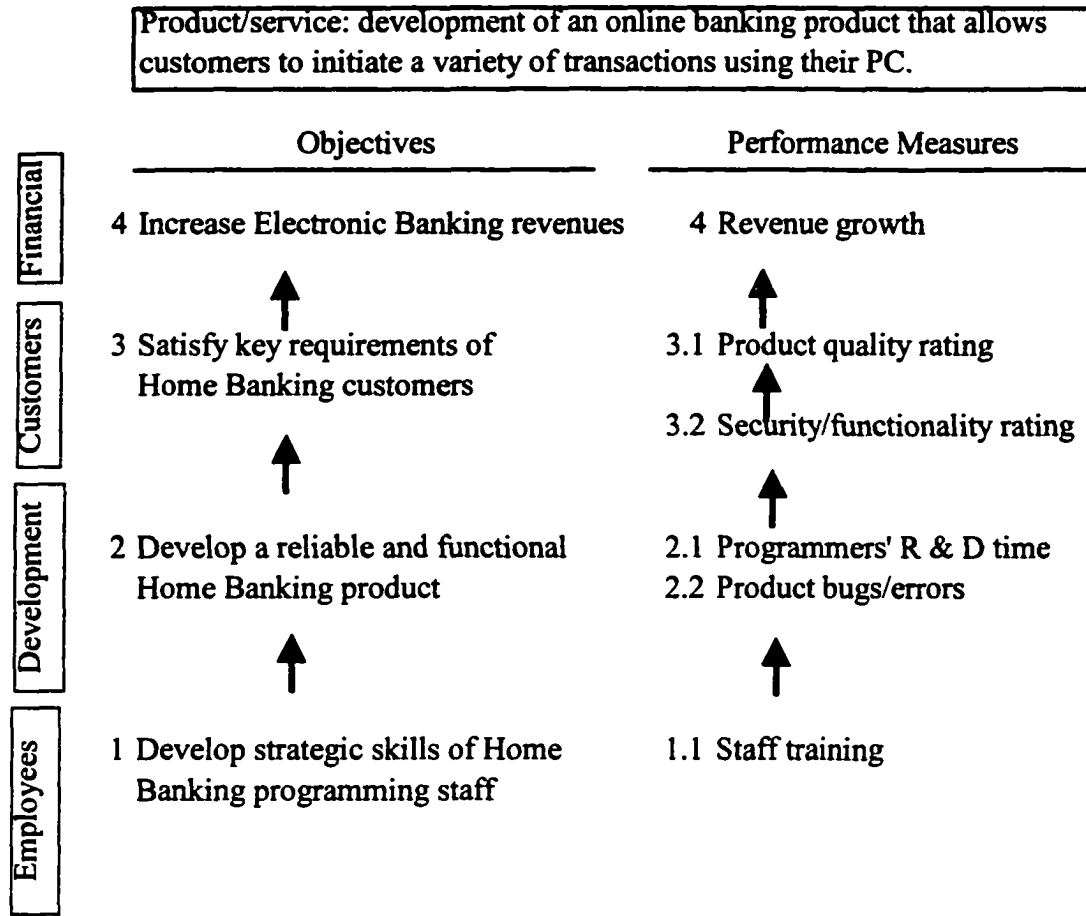 Product/service: development of an online banking product that allows
customers to initiate a variety of transactions using their PC.
Objectives
Performance Measures
Financial
4 Increase Electronic Banking revenues
4 Revenue growth
Customers
3 Satisfy key requirements of
Home Banking customers
3.1 Product quality rating
3.2 Security/functionality rating
Development
2 Develop a reliable and functional
Home Banking product
2.1 Programmers' R & D time
2.2 Product bugs/errors
Employees
1 Develop strategic skills of Home
Banking programming staff
1.1 Staff training